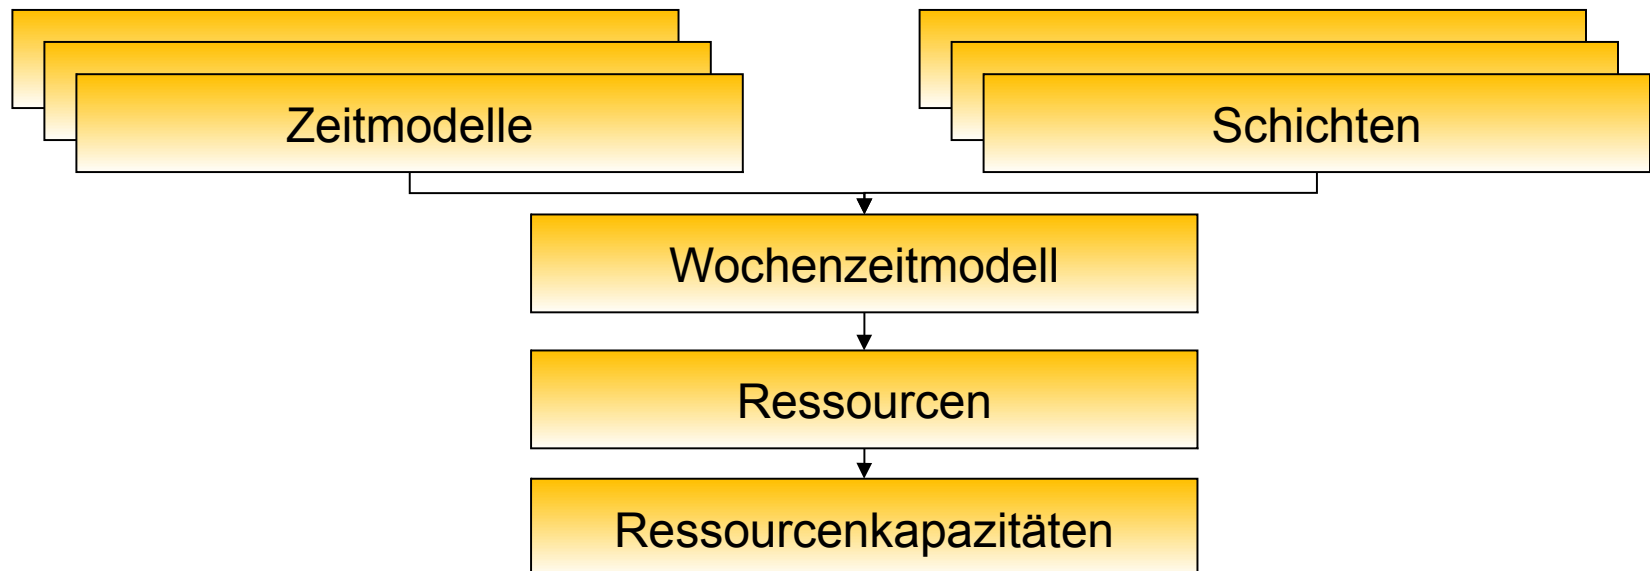 Zeitmodelle
Schichten
Wochenzeitmodell
Ressourcen
Ressourcenkapazitäten